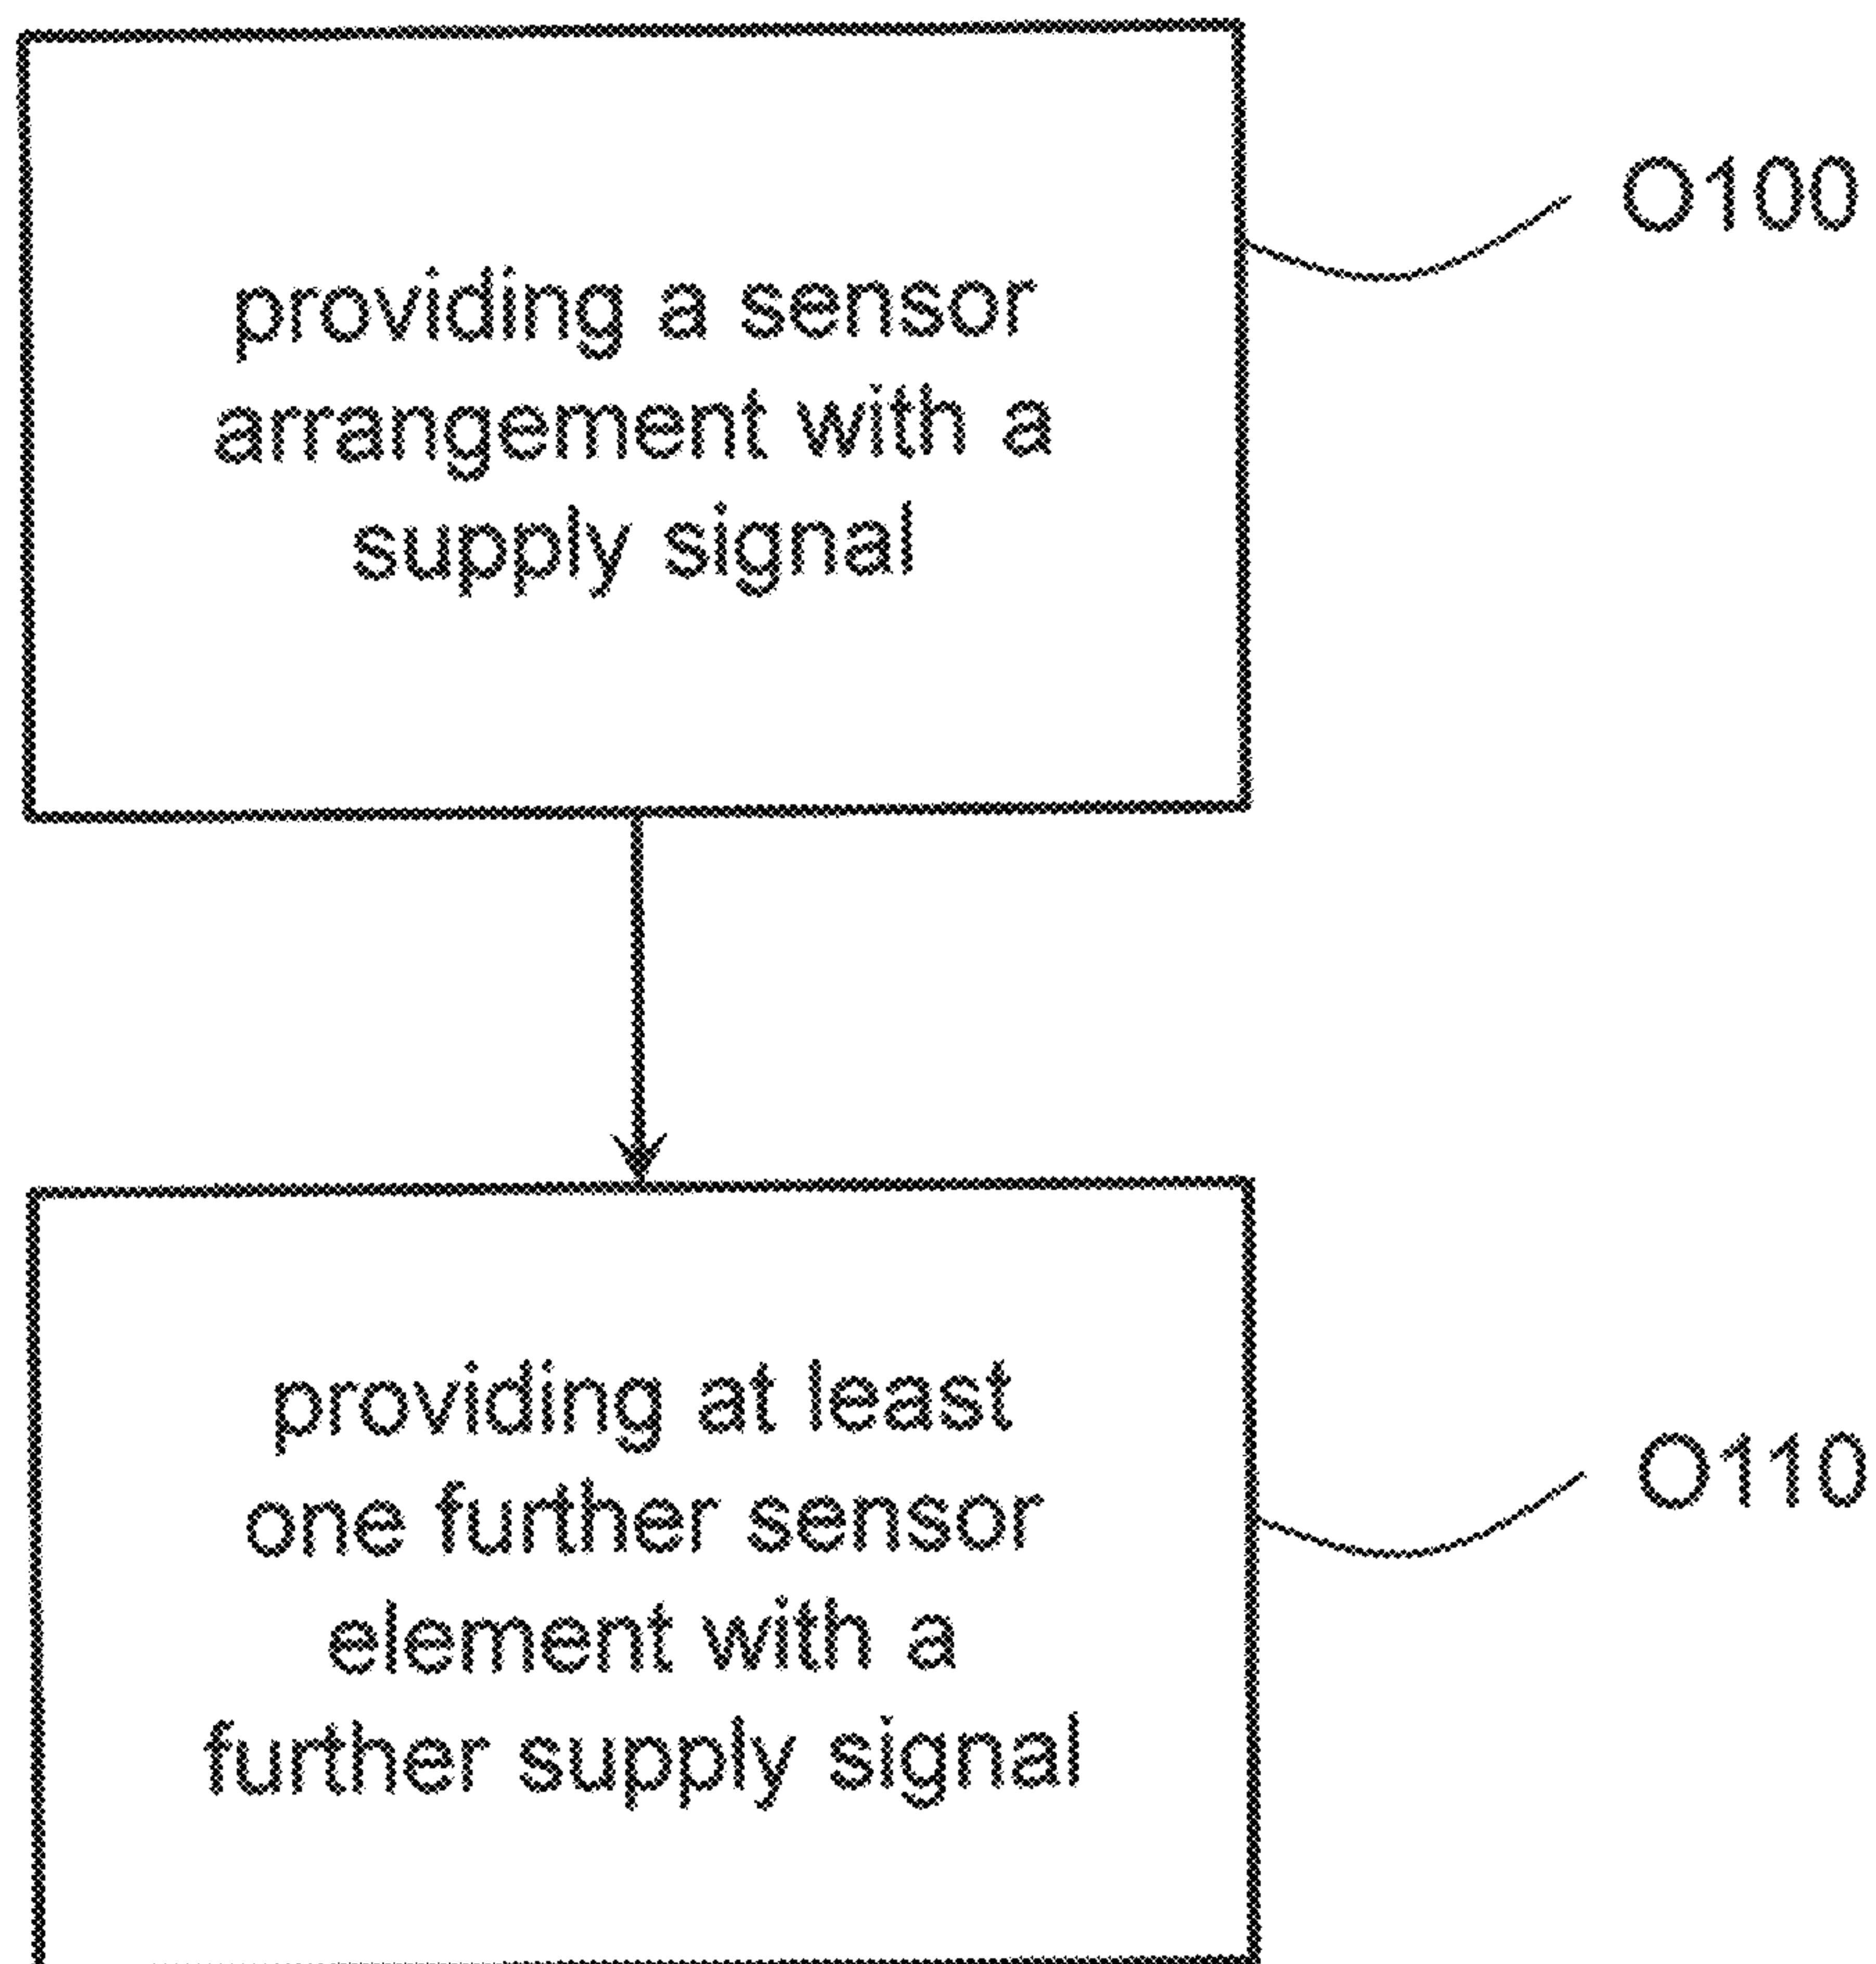 providing a sensor
arrangement with a
supply signal
O100
providing at least
one further sensor
element with a
further supply signal
O110